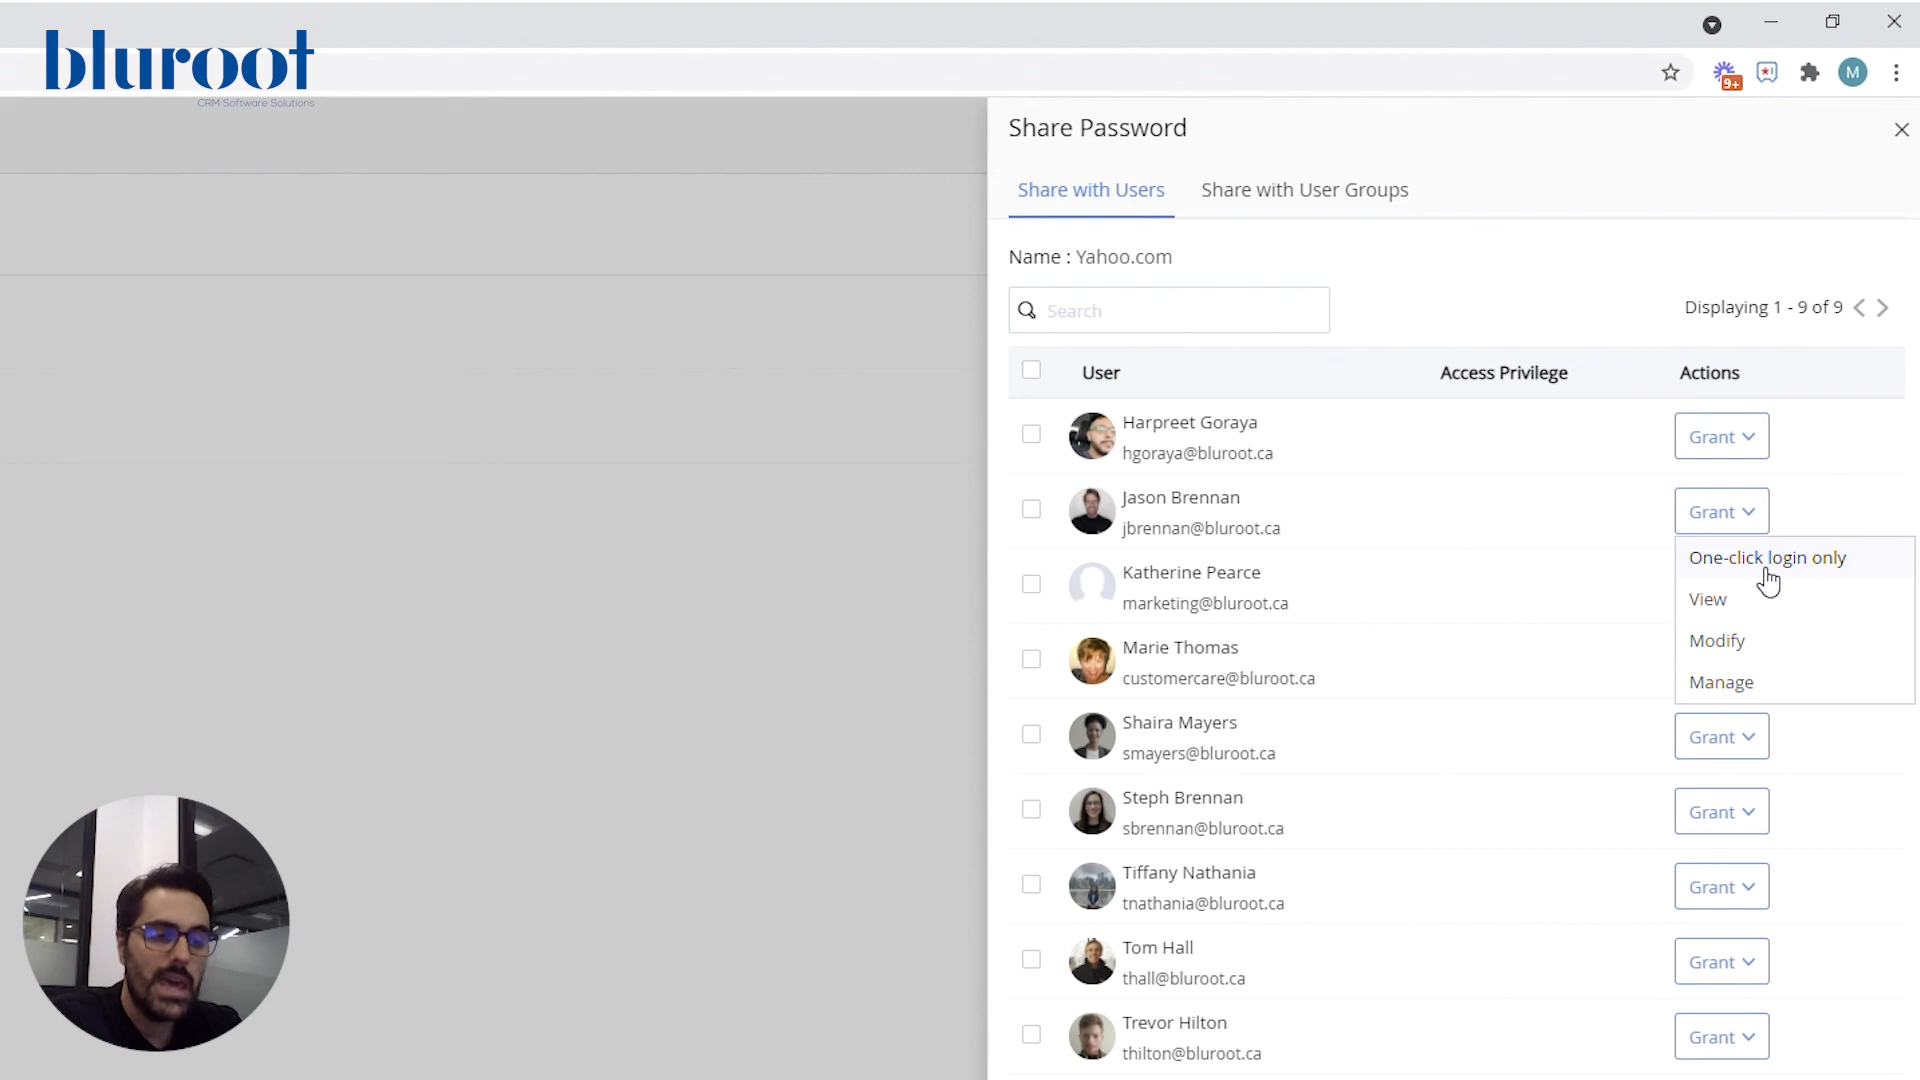 bluroot
CRM Software Solutions
9+
M
Share Password
Share with Users
Share with User Groups
Name : Yahoo.com
Search
Displaying 1 - 9 of 9
User
Access Privilege
Actions
Harpreet Goraya
hgoraya@bluroot.ca
Grant
Jason Brennan
jbrennan@bluroot.ca
Grant
One-click login only
View
Modify
Manage
Katherine Pearce
marketing@bluroot.ca
Marie Thomas
customercare@bluroot.ca
Shaira Mayers
smayers@bluroot.ca
Grant
Steph Brennan
sbrennan@bluroot.ca
Grant
Tiffany Nathania
tnathania@bluroot.ca
Grant
Tom Hall
thall@bluroot.ca
Grant
Trevor Hilton
thilton@bluroot.ca
Grant